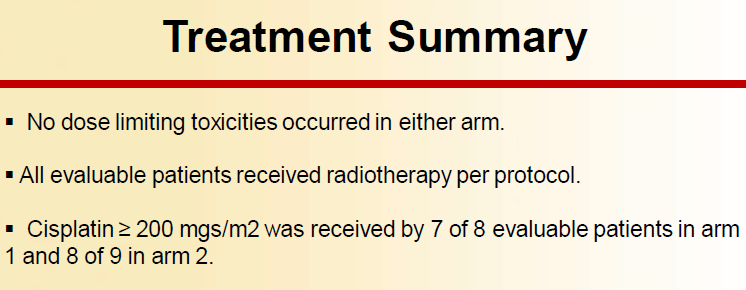 Treatment Summary
▪ No dose limiting toxicities occurred in either arm.
▪ All evaluable patients received radiotherapy per protocol.
▪ Cisplatin ≥ 200 mgs/m2 was received by 7 of 8 evaluable patients in arm
1 and 8 of 9 in arm 2.